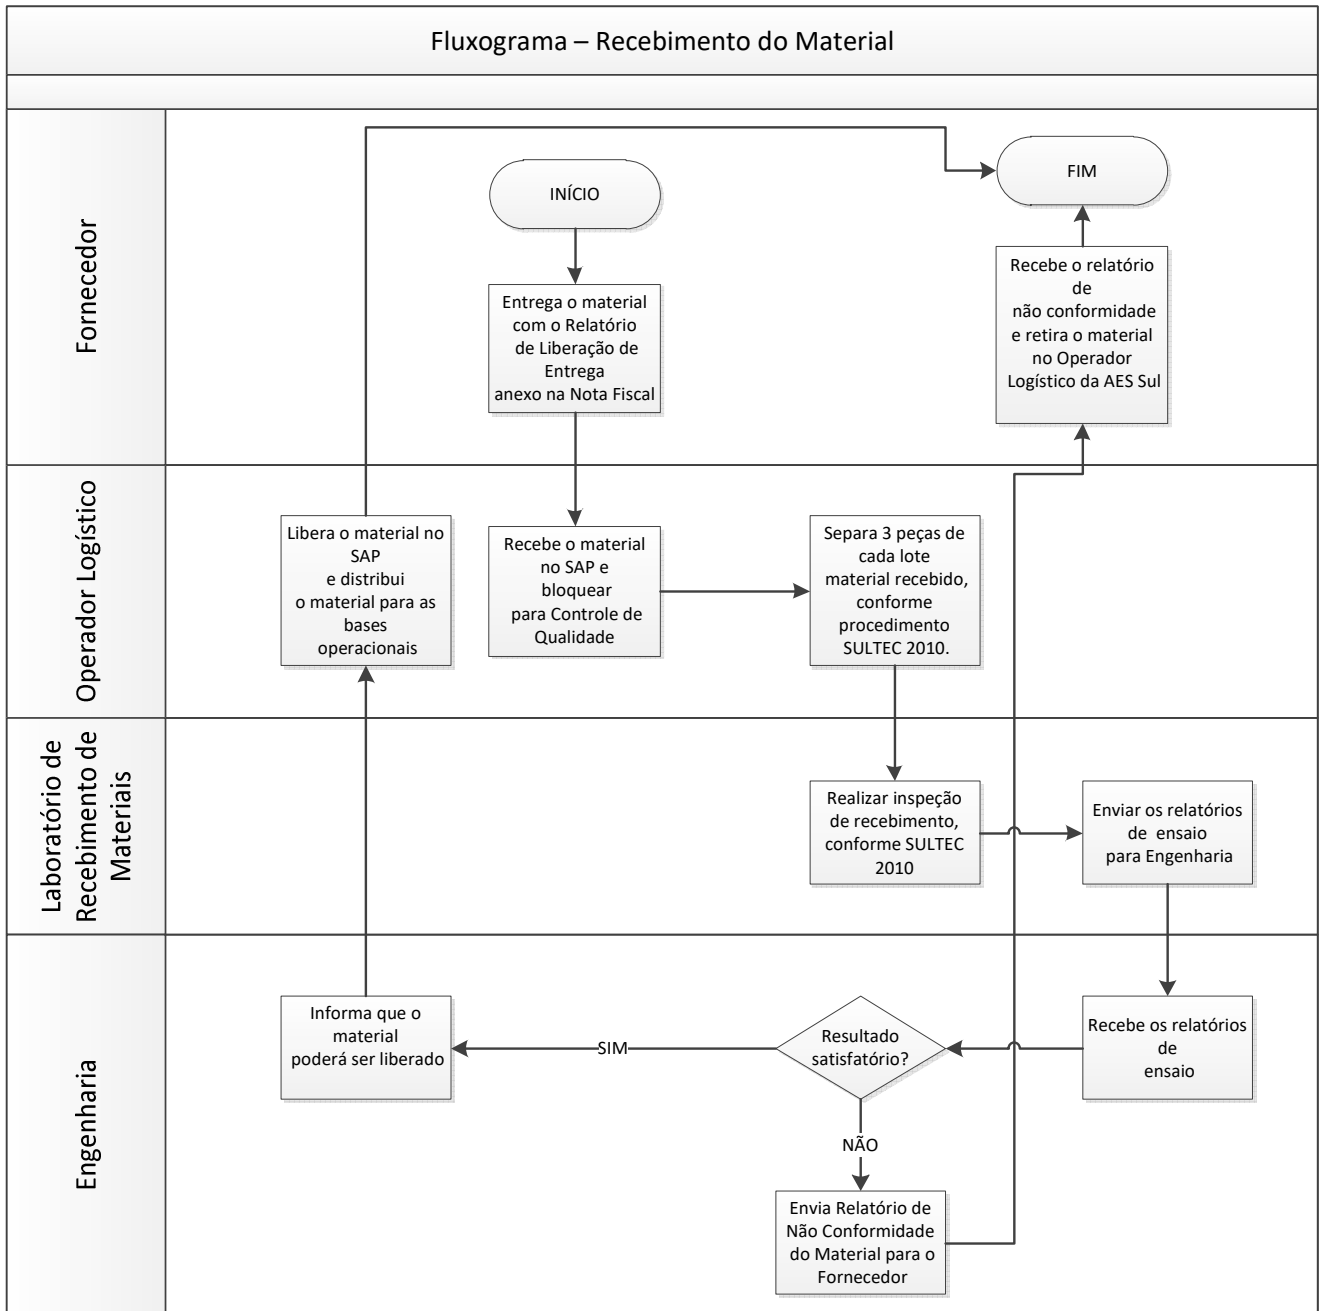 Fluxograma – Recebimento do Material
Fornecedor
INÍCIO
FIM
Entrega o material
com o Relatório
de Liberação de
Entrega
anexo na Nota Fiscal
Recebe o relatório
de
não conformidade
e retira o material
no Operador
Logístico da AES Sul
Operador Logístico
Libera o material no
SAP
e distribui
o material para as
bases
operacionais
Recebe o material
no SAP e
bloquear
para Controle de
Qualidade
Separa 3 peças de
cada lote
material recebido,
conforme
procedimento
SULTEC 2010.
Laboratório de
Recebimento de
Materiais
Realizar inspeção
de recebimento,
conforme SULTEC
2010
Enviar os relatórios
de ensaio
para Engenharia
Engenharia
Informa que o
material
poderá ser liberado
SIM
Resultado
satisfatório?
Recebe os relatórios
de
ensaio
NÃO
Envia Relatório de
Não Conformidade
do Material para o
Fornecedor